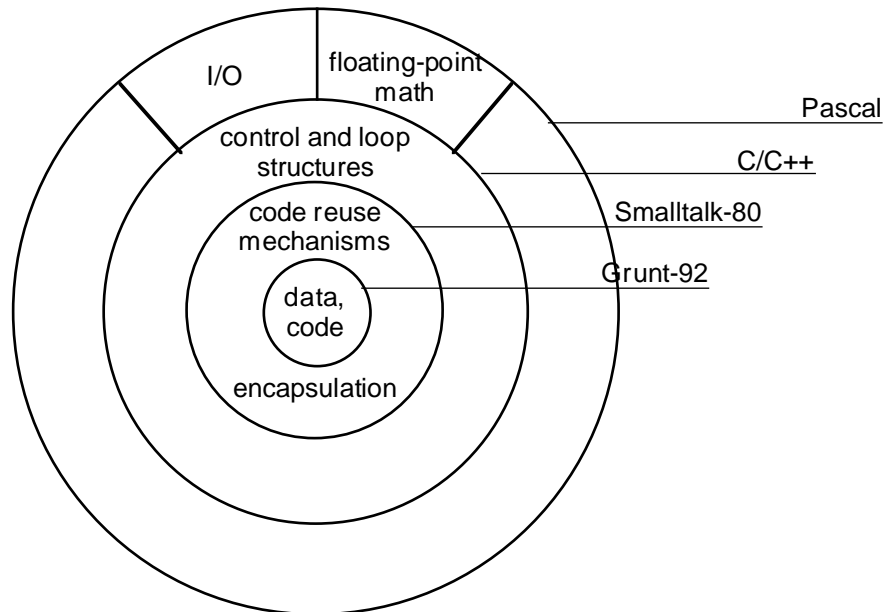 I/O
floating-point
math
Pascal
control and loop
structures
C/C++
code reuse
mechanisms
Smalltalk-80
data,
code
Grunt-92
encapsulation